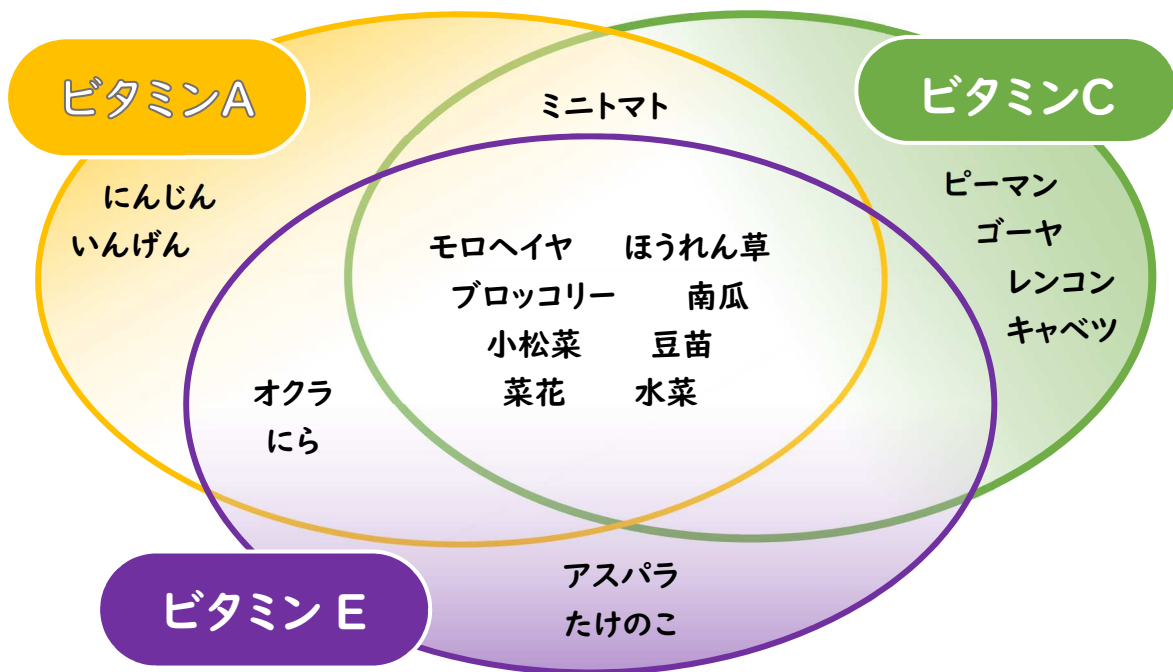 ビタミンA
ビタミンC
ミニトマト
にんじん
いんげん
ピーマン
ゴーヤ
レンコン
キャベツ
モロヘイヤ ほうれん草
ブロッコリー 南瓜
小松菜 豆苗
菜花 水菜
オクラ
にら
アスパラ
たけのこ
ビタミン E